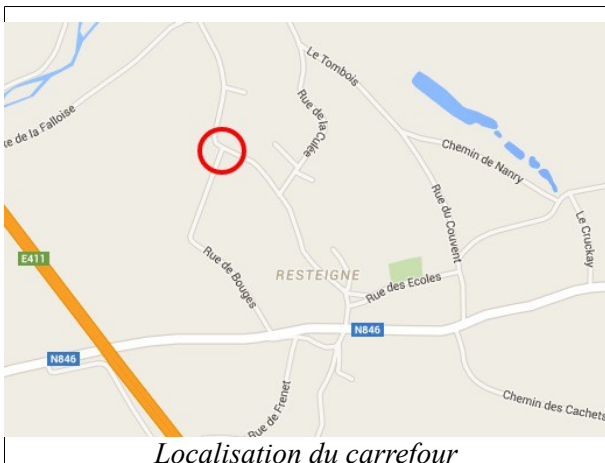 Le Tombois
Rue de la Culée
xe de la Falloise
Chemin de Nanry
Rue du Couvent
Le Cruckay
E411
Rue de Bouges
RESTEIGNE
Rue des Ecoles
N846
N846
Rue de Frenet
Chemin des Cachets
Localisation du carrefour